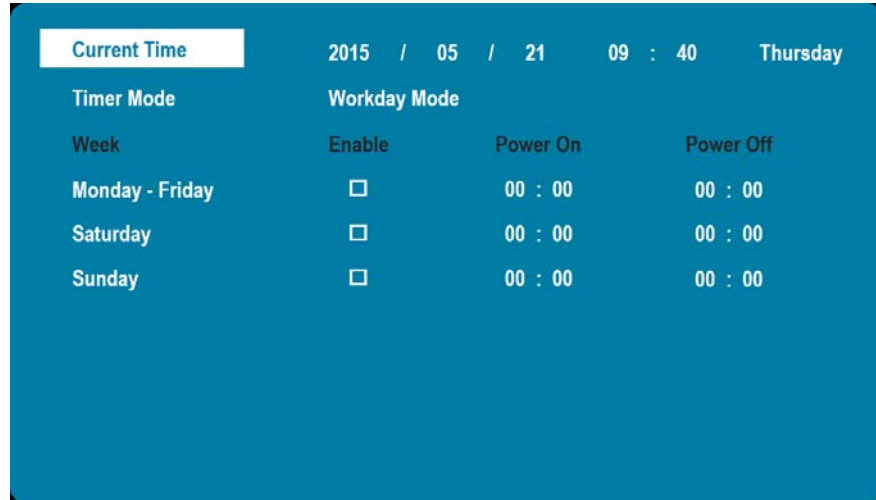 Current Time 2015 / 05 / 21 09 : 40 Thursday
Timer Mode Workday Mode
Week Enable Power On Power Off
Monday - Friday 00 : 00 00 : 00
Saturday 00 : 00 00 : 00
Sunday 00 : 00 00 : 00